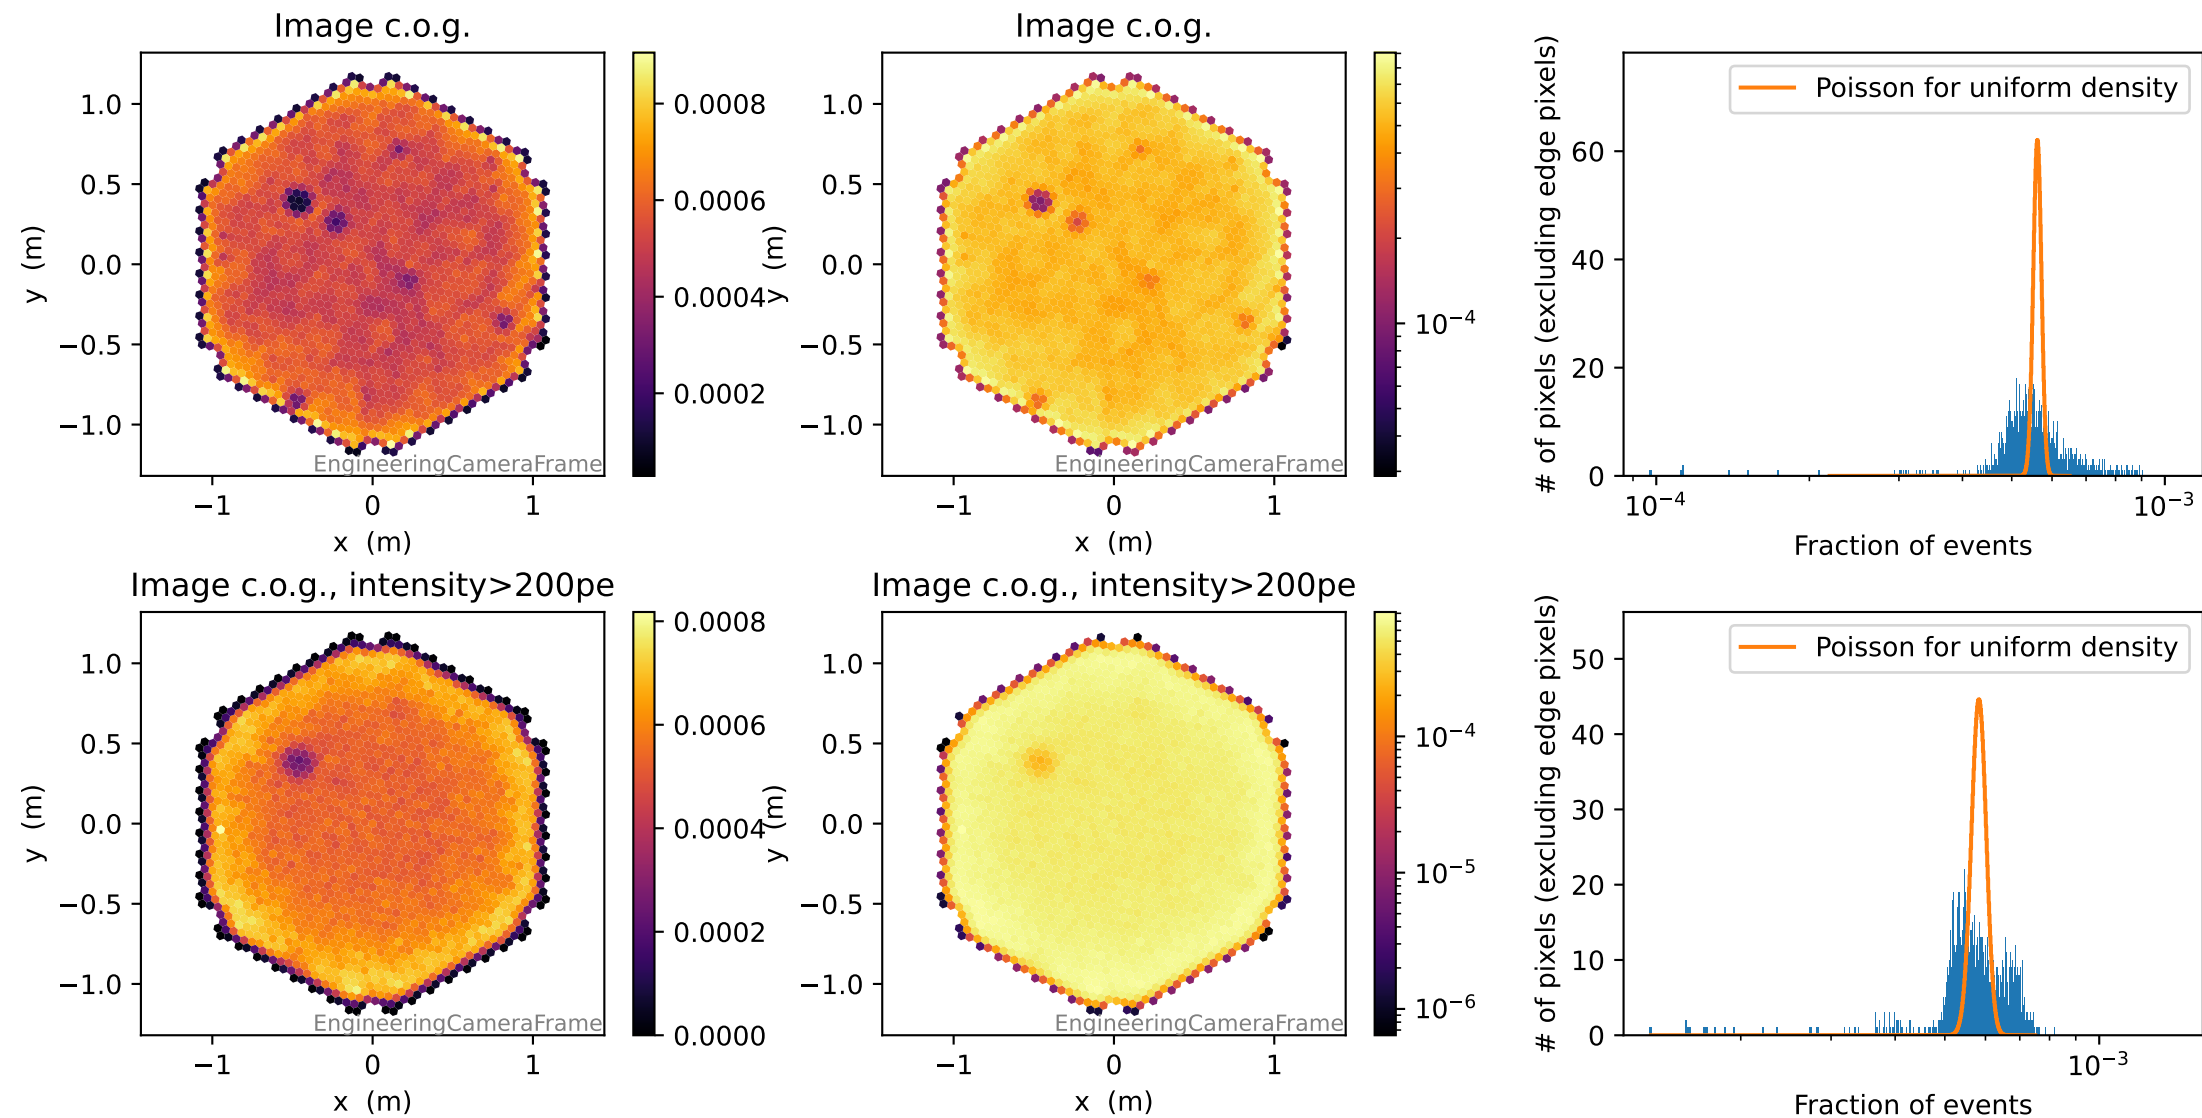 Image c.o.g.
1.0
0.5
0.0
−0.5
−1.0
y (m)
−1
0
1
x (m)
EngineeringCameraFrame
0.0008
0.0006
0.0004
0.0002
Image c.o.g.
1.0
0.5
0.0
−0.5
−1.0
y (m)
−1
0
1
x (m)
EngineeringCameraFrame
10⁻⁴
# of pixels (excluding edge pixels)
60
40
20
0
Poisson for uniform density
10⁻⁴
10⁻³
Fraction of events
Image c.o.g., intensity>200pe
1.0
0.5
0.0
−0.5
−1.0
y (m)
−1
0
1
x (m)
EngineeringCameraFrame
0.0008
0.0006
0.0004
0.0002
0.0000
Image c.o.g., intensity>200pe
1.0
0.5
0.0
−0.5
−1.0
y (m)
−1
0
1
x (m)
EngineeringCameraFrame
10⁻⁴
10⁻⁵
10⁻⁶
# of pixels (excluding edge pixels)
50
40
30
20
10
0
Poisson for uniform density
10⁻³
Fraction of events